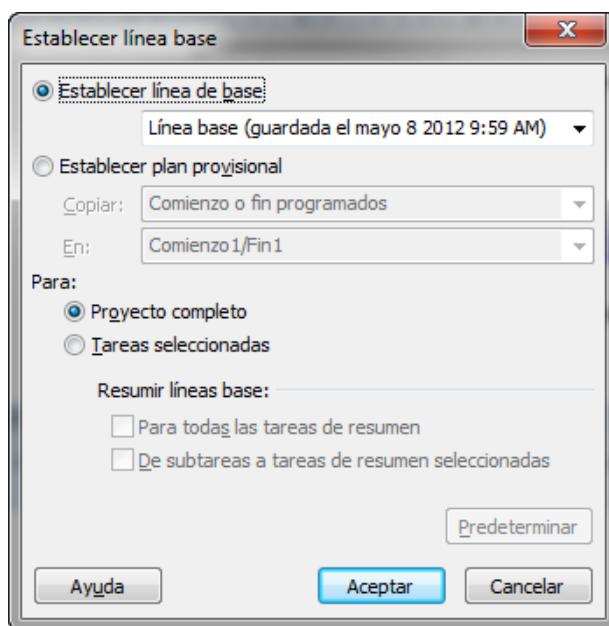 Establecer línea base
Establecer línea de base
Línea base (guardada el mayo 8 2012 9:59 AM)
Establecer plan provisional
Copiar: Comienzo o fin programados
En: Comienzo1/Fin1
Para:
Proyecto completo
Tareas seleccionadas
Resumir líneas base:
Para todas las tareas de resumen
De subtareas a tareas de resumen seleccionadas
Predeterminar
Ayuda Aceptar Cancelar